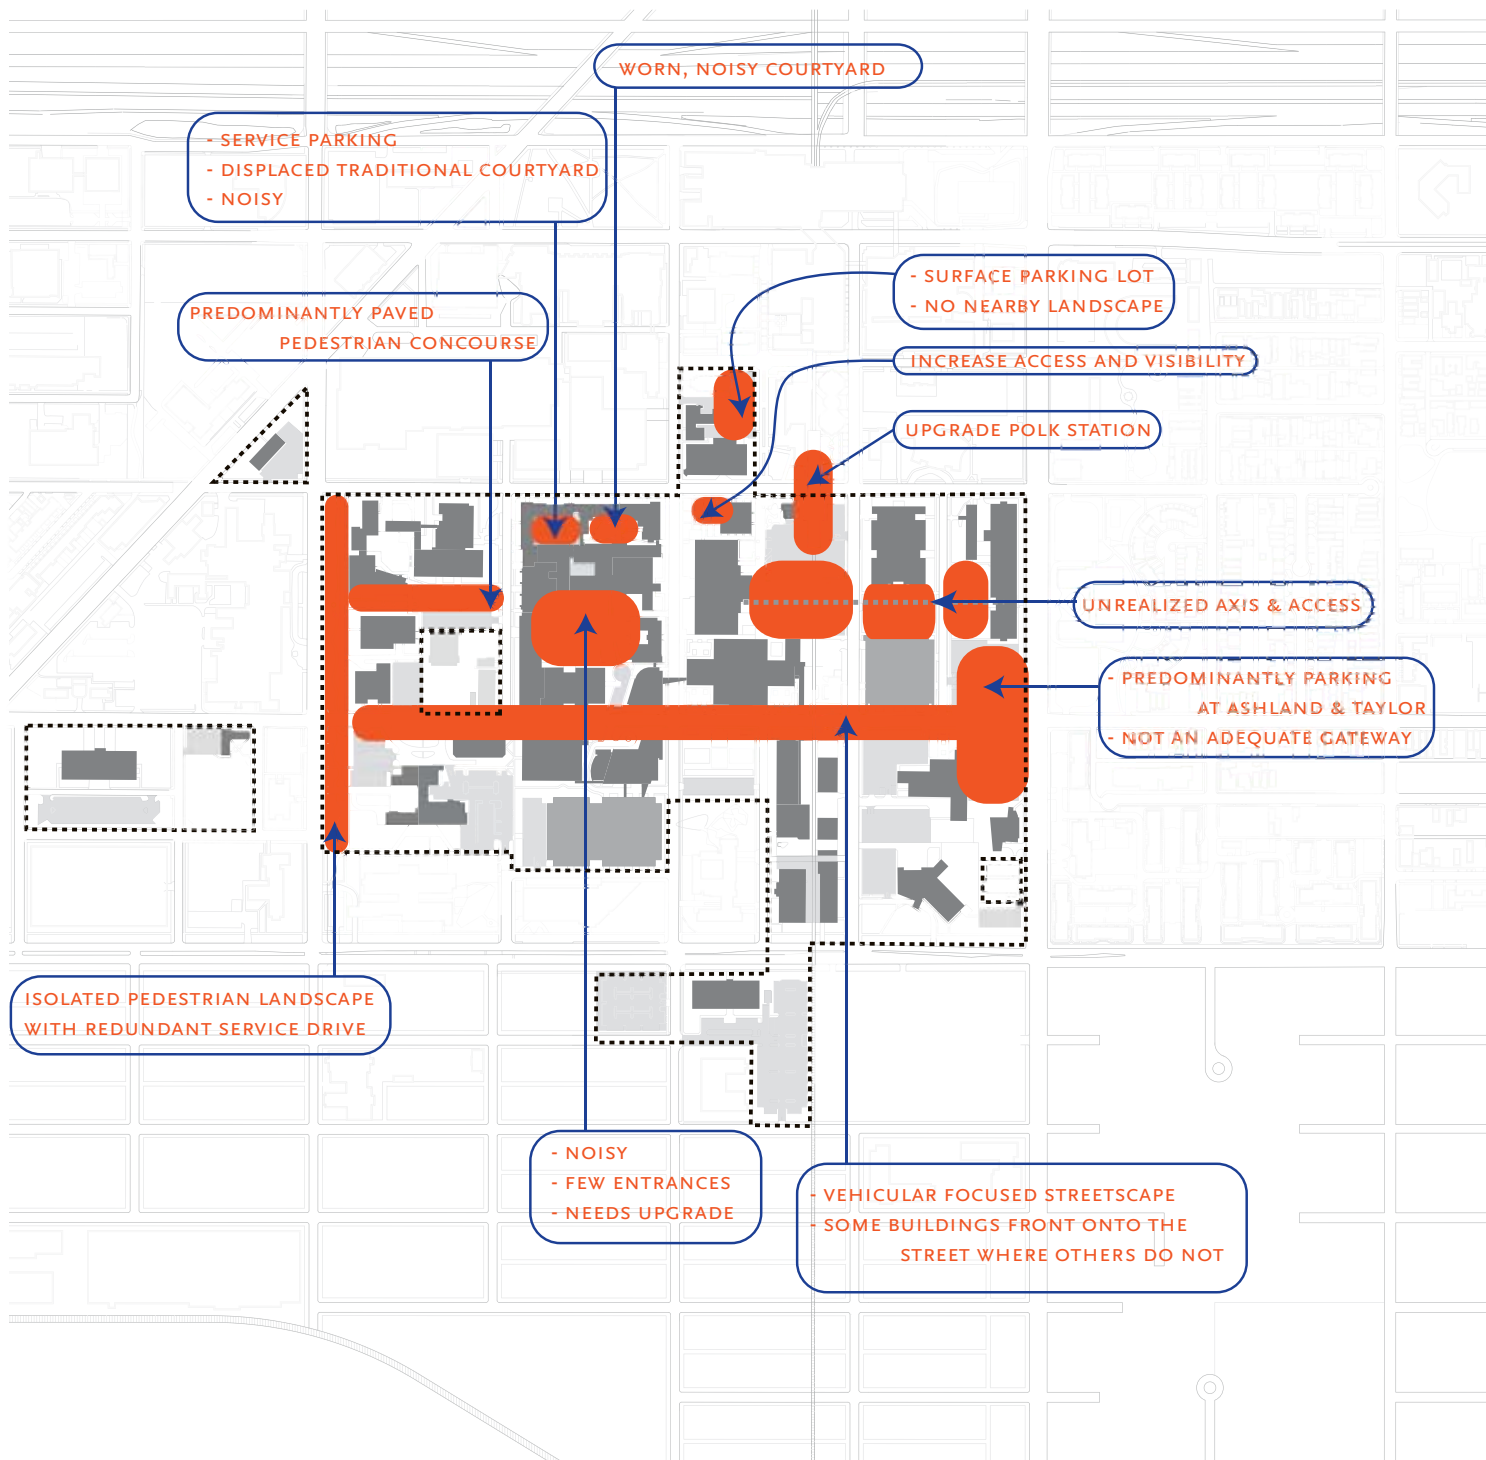 WORN, NOISY COURTYARD
- SERVICE PARKING
- DISPLACED TRADITIONAL COURTYARD
- NOISY
- SURFACE PARKING LOT
- NO NEARBY LANDSCAPE
PREDOMINANTLY PAVED
PEDESTRIAN CONCOURSE
INCREASE ACCESS AND VISIBILITY
UPGRADE POLK STATION
UNREALIZED AXIS & ACCESS
- PREDOMINANTLY PARKING
AT ASHLAND & TAYLOR
- NOT AN ADEQUATE GATEWAY
ISOLATED PEDESTRIAN LANDSCAPE
WITH REDUNDANT SERVICE DRIVE
- NOISY
- FEW ENTRANCES
- NEEDS UPGRADE
- VEHICULAR FOCUSED STREETSCAPE
- SOME BUILDINGS FRONT ONTO THE
STREET WHERE OTHERS DO NOT